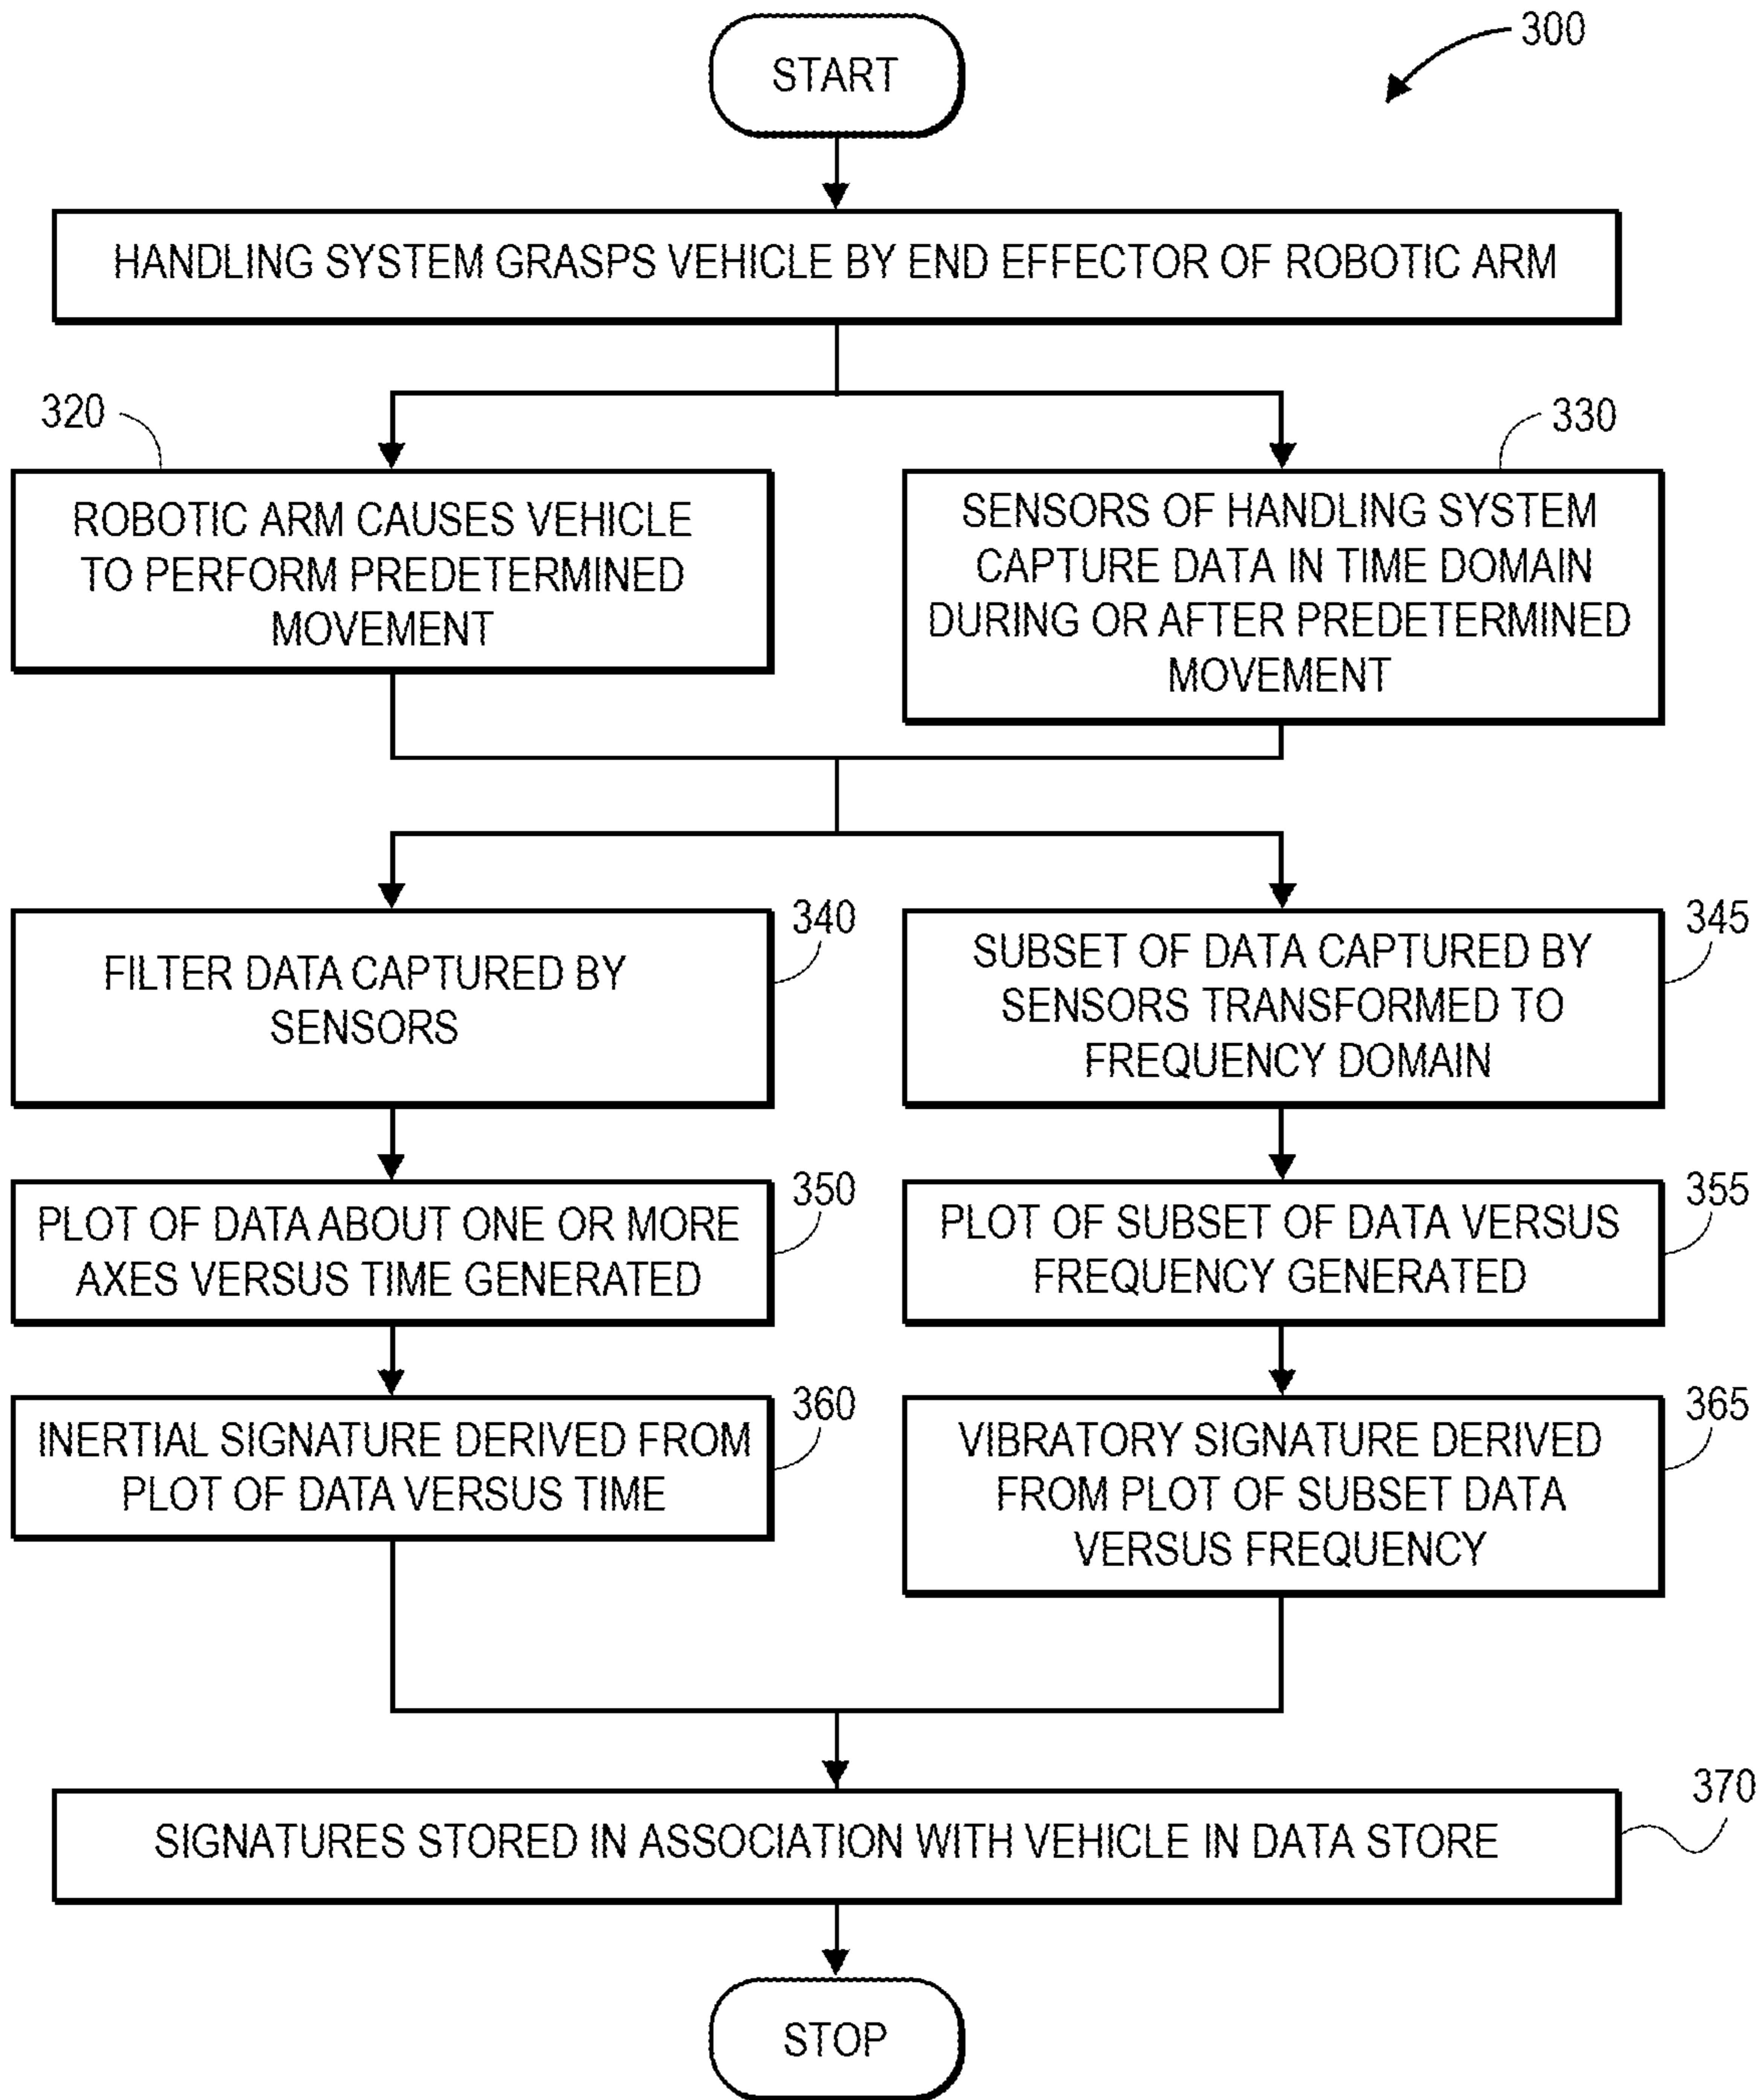 300
START
HANDLING SYSTEM GRASPS VEHICLE BY END EFFECTOR OF ROBOTIC ARM
320
ROBOTIC ARM CAUSES VEHICLE
TO PERFORM PREDETERMINED
MOVEMENT
330
SENSORS OF HANDLING SYSTEM
CAPTURE DATA IN TIME DOMAIN
DURING OR AFTER PREDETERMINED
MOVEMENT
340
FILTER DATA CAPTURED BY
SENSORS
345
SUBSET OF DATA CAPTURED BY
SENSORS TRANSFORMED TO
FREQUENCY DOMAIN
350
PLOT OF DATA ABOUT ONE OR MORE
AXES VERSUS TIME GENERATED
355
PLOT OF SUBSET OF DATA VERSUS
FREQUENCY GENERATED
360
INERTIAL SIGNATURE DERIVED FROM
PLOT OF DATA VERSUS TIME
365
VIBRATORY SIGNATURE DERIVED
FROM PLOT OF SUBSET DATA
VERSUS FREQUENCY
370
SIGNATURES STORED IN ASSOCIATION WITH VEHICLE IN DATA STORE
STOP